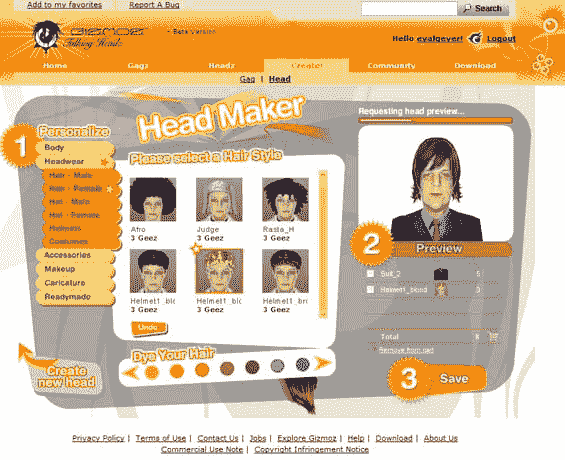 Add to my favorites Report A Bug
Search
GIZMOZ
Talking Headz
Beta Version
Hello eyalgever! Logout
Home Gagz Headz Create! Community Download
Gag | Head
Head Maker
Requesting head preview...
1
Personalize
Body
Headwear
Hair - Male
Hair - Female
Hat - Male
Hat - Female
Helmets
Costumes
Accessories
Makeup
Caricature
Readymade
Please select a Hair Style
Afro Judge Rasta_H
3 Geez 3 Geez 3 Geez
Helmet1_blc Helmet1_blc Helmet1_brc
3 Geez 3 Geez 3 Geez
Undo
Dye Your Hair
Create
new head
2
Preview
Suit_2 5
Helmet1_blond 3
Total 8
Remove from cart
3
Save
Privacy Policy | Terms of Use | Contact Us | Jobs | Explore Gizmoz | Help | Download | About Us
Commercial Use Note | Copyright Infringement Notice